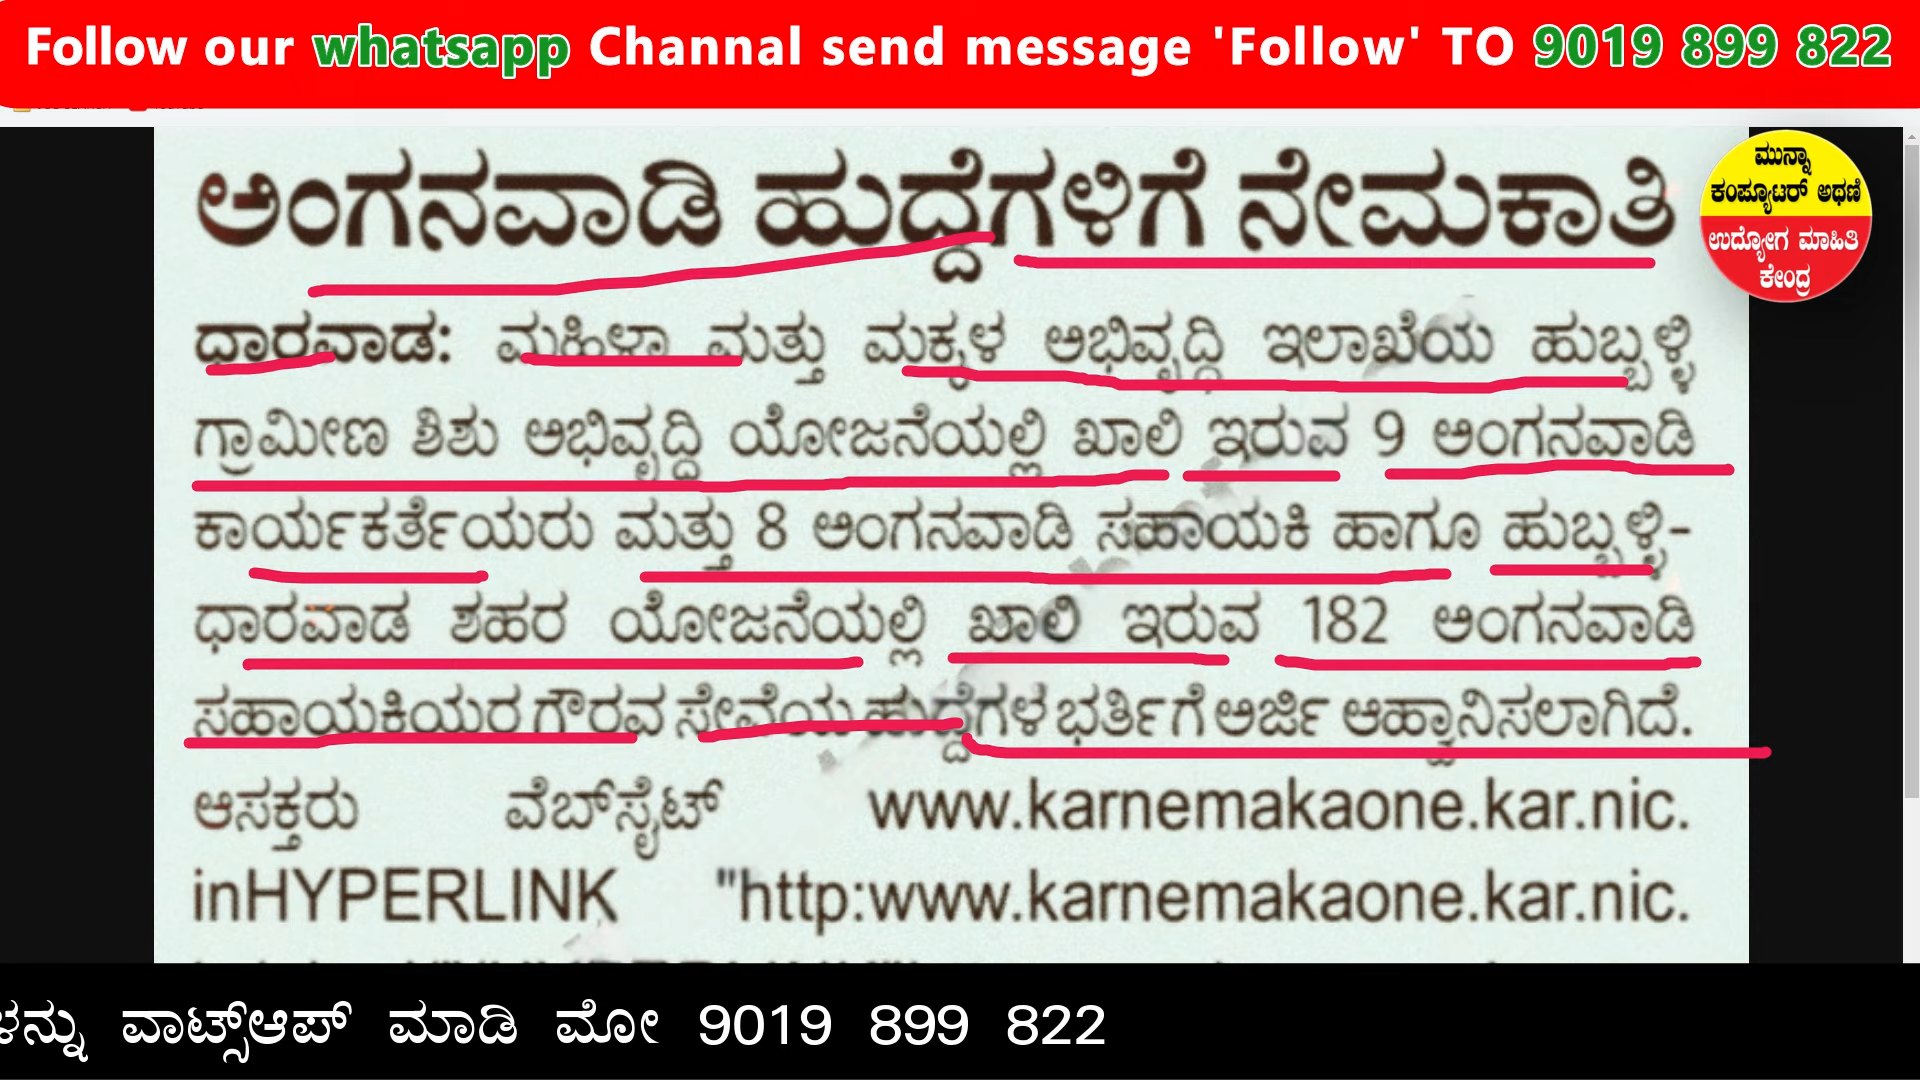 Follow our whatsapp Channal send message 'Follow' TO 9019 899 822
ಮುನ್ನಾ
ಕಂಪ್ಯೂಟರ್ ಅಥಣಿ
ಉದ್ಯೋಗ ಮಾಹಿತಿ
ಕೇಂದ್ರ
ಅಂಗನವಾಡಿ ಹುದ್ದೆಗಳಿಗೆ ನೇಮಕಾತಿ
ಧಾರವಾಡ: ಮಹಿಳಾ ಮತ್ತು ಮಕ್ಕಳ ಅಭಿವೃದ್ಧಿ ಇಲಾಖೆಯ ಹುಬ್ಬಳ್ಳಿ
ಗ್ರಾಮೀಣ ಶಿಶು ಅಭಿವೃದ್ಧಿ ಯೋಜನೆಯಲ್ಲಿ ಖಾಲಿ ಇರುವ 9 ಅಂಗನವಾಡಿ
ಕಾರ್ಯಕರ್ತೆಯರು ಮತ್ತು 8 ಅಂಗನವಾಡಿ ಸಹಾಯಕಿ ಹಾಗೂ ಹುಬ್ಬಳ್ಳಿ-
ಧಾರವಾಡ ಶಹರ ಯೋಜನೆಯಲ್ಲಿ ಖಾಲಿ ಇರುವ 182 ಅಂಗನವಾಡಿ
ಸಹಾಯಕಿಯರ ಗೌರವ ಸೇವೆಯ ಹುದ್ದೆಗಳ ಭರ್ತಿಗೆ ಅರ್ಜಿ ಆಹ್ವಾನಿಸಲಾಗಿದೆ.
ಆಸಕ್ತರು ವೆಬ್‌ಸೈಟ್ www.karnemakaone.kar.nic.
inHYPERLINK "http:www.karnemakaone.kar.nic.
ವಾಟ್ಸ್ಆಪ್ ಮಾಡಿ ಮೋ 9019 899 822